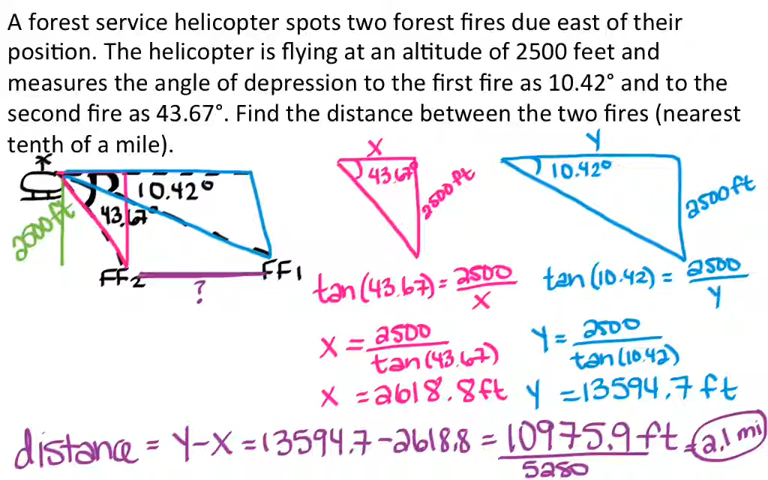 A forest service helicopter spots two forest fires due east of their
position. The helicopter is flying at an altitude of 2500 feet and
measures the angle of depression to the first fire as 10.42° and to the
second fire as 43.67°. Find the distance between the two fires (nearest
tenth of a mile).
X
Y
10.42°
43.67°
2500 ft
FF2
FF1
?
43.67°
2500 ft
10.42°
2500 ft
tan(43.67) = 2500/X
tan(10.42) = 2500/Y
X = 2500/tan(43.67)
Y = 2500/tan(10.42)
X = 2618.8ft
Y = 13594.7 ft
distance = Y-X = 13594.7 - 2618.8 = 10975.9 ft/5280 = 2.1 mi